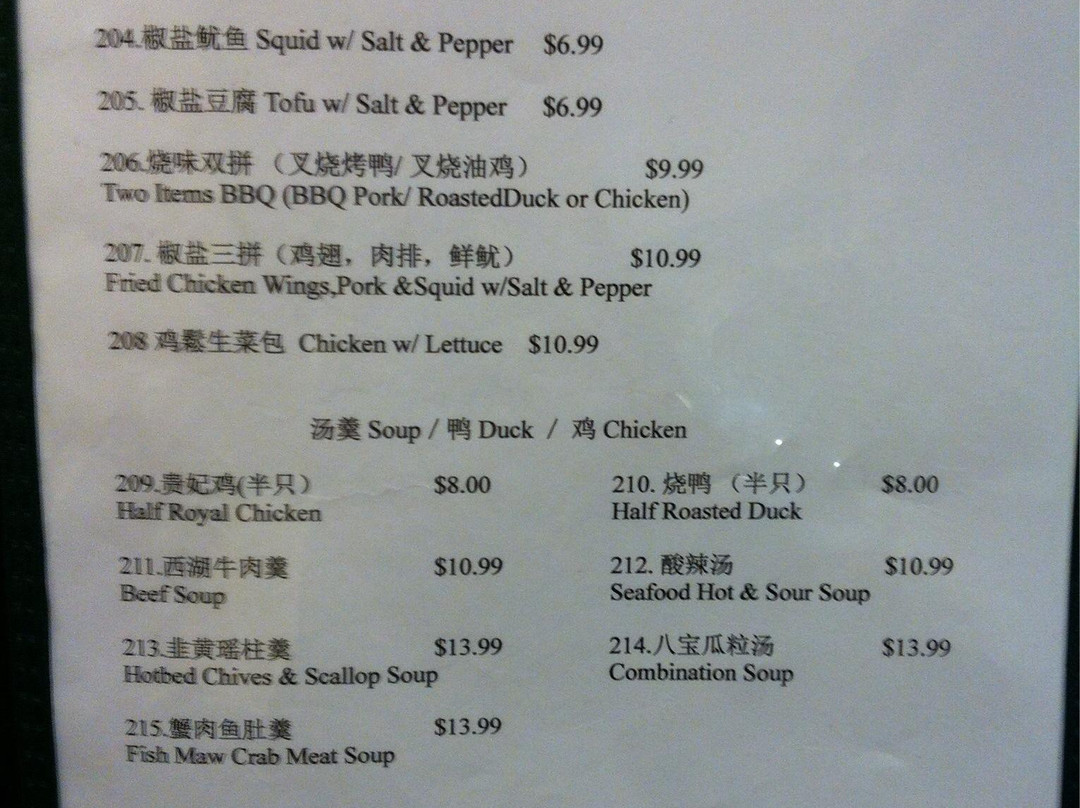 204.椒盐鱿鱼 Squid w/ Salt & Pepper $6.99
205. 椒盐豆腐 Tofu w/ Salt & Pepper $6.99
206.烧味双拼 （叉烧烤鸭/ 叉烧油鸡） $9.99
Two Items BBQ (BBQ Pork/ RoastedDuck or Chicken)
207. 椒盐三拼（鸡翅，肉排，鲜鱿） $10.99
Fried Chicken Wings,Pork &Squid w/Salt & Pepper
208 鸡鬆生菜包 Chicken w/ Lettuce $10.99
汤羹 Soup / 鸭 Duck / 鸡 Chicken
209.贵妃鸡(半只） $8.00
Half Royal Chicken
210. 烧鸭 （半只） $8.00
Half Roasted Duck
211.西湖牛肉羹 $10.99
Beef Soup
212. 酸辣汤 $10.99
Seafood Hot & Sour Soup
213.韭黄瑶柱羹 $13.99
Hotbed Chives & Scallop Soup
214.八宝瓜粒汤 $13.99
Combination Soup
215.蟹肉鱼肚羹 $13.99
Fish Maw Crab Meat Soup